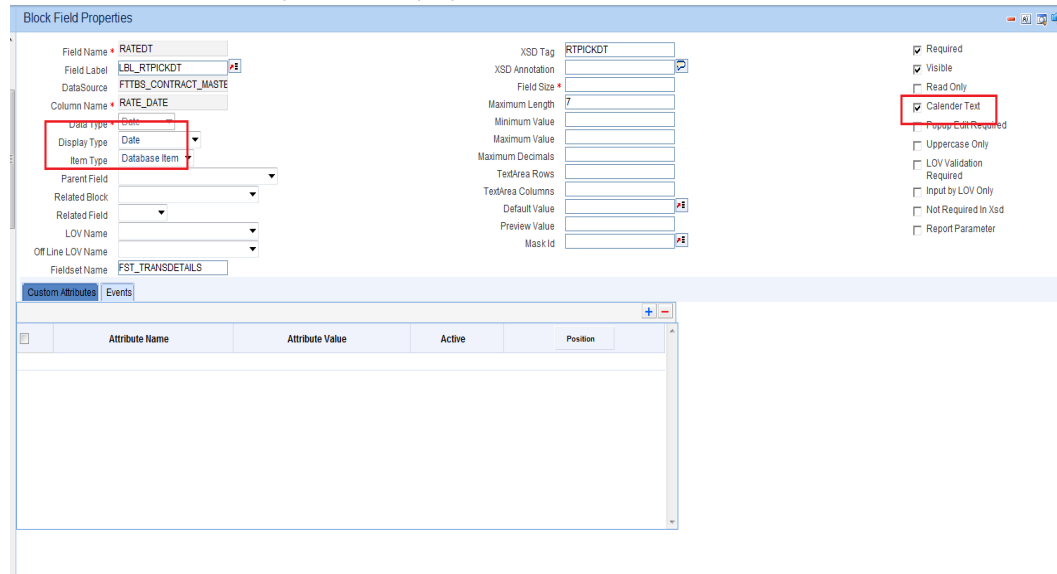 Block Field Properties
Field Name * RATEDT
Field Label LBL_RTPICKDT
DataSource FTTBS_CONTRACT_MASTE
Column Name * RATE_DATE
Data Type * Date
Display Type Date
Item Type Database Item
Parent Field
Related Block
Related Field
LOV Name
Off Line LOV Name
Fieldset Name FST_TRANSDETAILS
XSD Tag RTPICKDT
XSD Annotation
Field Size *
Maximum Length 7
Minimum Value
Maximum Value
Maximum Decimals
TextArea Rows
TextArea Columns
Default Value
Preview Value
Mask Id
Required
Visible
Read Only
Calender Text
Popup Edit Required
Uppercase Only
LOV Validation
Required
Input by LOV Only
Not Required In Xsd
Report Parameter
Custom Attributes Events
Attribute Name Attribute Value Active Position